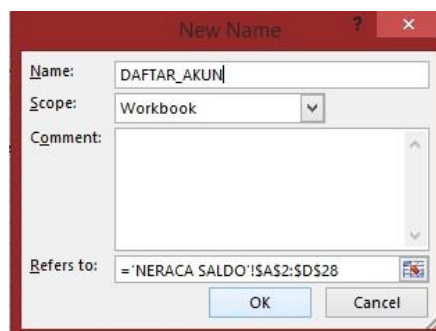 New Name ? ×
Name: DAFTAR_AKUN
Scope: Workbook
Comment:
Refers to: ='NERACA SALDO'!$A$2:$D$28
OK Cancel